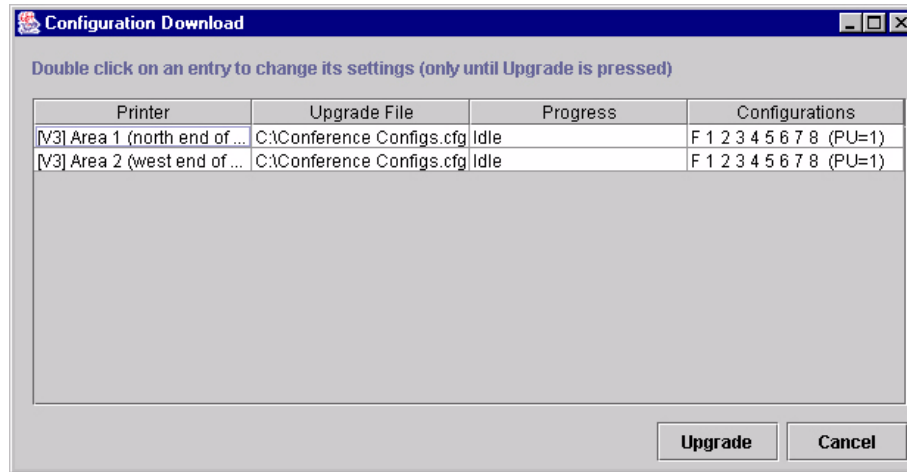 Configuration Download
Double click on an entry to change its settings (only until Upgrade is pressed)
Printer Upgrade File Progress Configurations
[V3] Area 1 (north end of ... C:\Conference Configs.cfg Idle F 1 2 3 4 5 6 7 8 (PU=1)
[V3] Area 2 (west end of ... C:\Conference Configs.cfg Idle F 1 2 3 4 5 6 7 8 (PU=1)
Upgrade Cancel